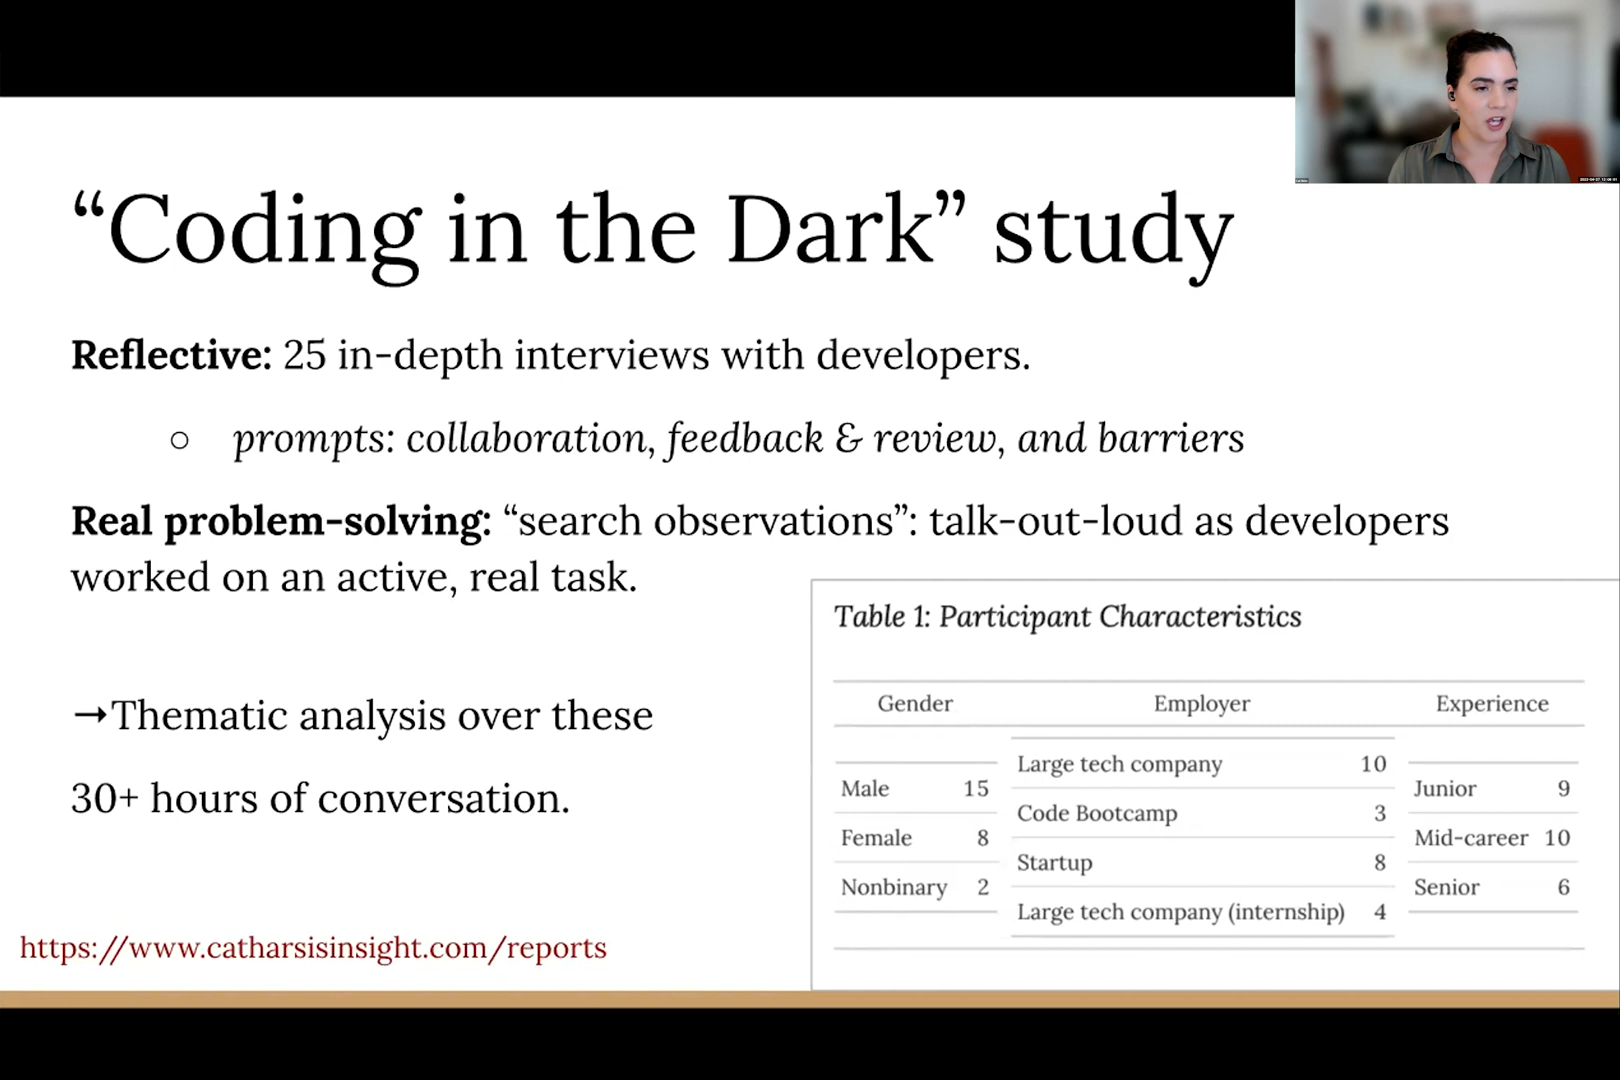 “Coding in the Dark” study
Reflective: 25 in-depth interviews with developers.
○ prompts: collaboration, feedback & review, and barriers
Real problem-solving: “search observations”: talk-out-loud as developers
worked on an active, real task.
→Thematic analysis over these
30+ hours of conversation.
https://www.catharsisinsight.com/reports
Table 1: Participant Characteristics
Gender Employer Experience
Male 15
Female 8
Nonbinary 2
Large tech company 10
Code Bootcamp 3
Startup 8
Large tech company (internship) 4
Junior 9
Mid-career 10
Senior 6